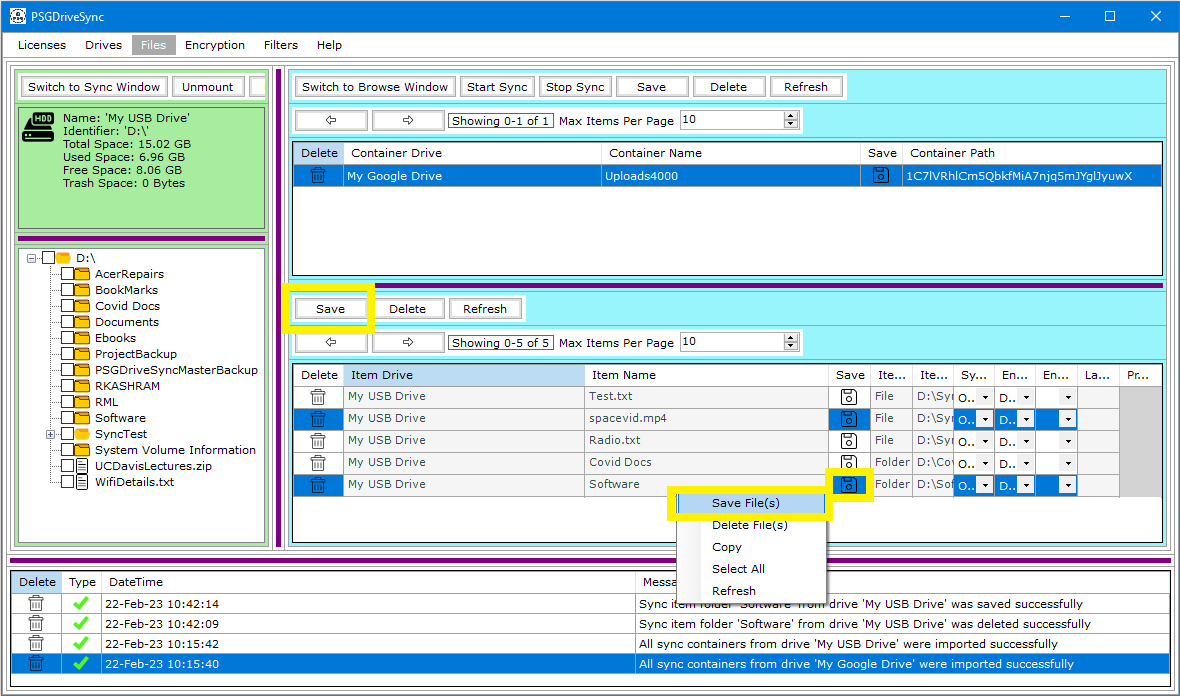 PSGDriveSync
Licenses Drives Files Encryption Filters Help
Switch to Sync Window Unmount
Name: 'My USB Drive'
Identifier: 'D:\'
Total Space: 15.02 GB
Used Space: 6.96 GB
Free Space: 8.06 GB
Trash Space: 0 Bytes
HDD
D:\
AcerRepairs
BookMarks
Covid Docs
Documents
Ebooks
ProjectBackup
PSGDriveSyncMasterBackup
RKASHRAM
RML
Software
SyncTest
System Volume Information
UCDavisLectures.zip
WifiDetails.txt
Switch to Browse Window Start Sync Stop Sync Save Delete Refresh
Showing 0-1 of 1 Max Items Per Page 10
Delete Container Drive Container Name Save Container Path
My Google Drive Uploads4000 1C7lVRhlCm5QbkfMiA7njq5mJYglJyuwX
Save Delete Refresh
Showing 0-5 of 5 Max Items Per Page 10
Delete Item Drive Item Name Save Ite... Ite... Sy... En... En... La... Pr...
My USB Drive Test.txt File D:\Syn O.. D..
My USB Drive spacevid.mp4 File D:\Syn O.. D..
My USB Drive Radio.txt File D:\Syn O.. D..
My USB Drive Covid Docs Folder D:\Cov O.. D..
My USB Drive Software Folder D:\Sof O.. D..
Save File(s)
Delete File(s)
Copy
Select All
Refresh
Delete Type DateTime Messa
22-Feb-23 10:42:14 Sync item folder 'Software' from drive 'My USB Drive' was saved successfully
22-Feb-23 10:42:09 Sync item folder 'Software' from drive 'My USB Drive' was deleted successfully
22-Feb-23 10:15:42 All sync containers from drive 'My USB Drive' were imported successfully
22-Feb-23 10:15:40 All sync containers from drive 'My Google Drive' were imported successfully